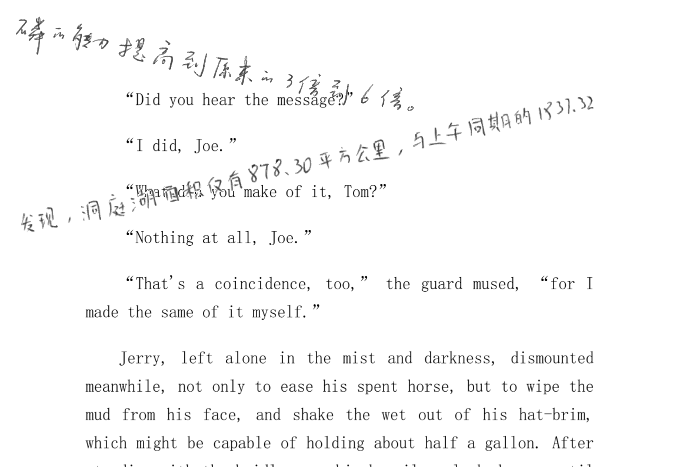 磷的能力提高到原来的3倍到6倍。
“Did you hear the message?”
“I did, Joe.”
发现，洞庭湖面积仅有878.30平方公里，与上午同期的1837.32
“What did you make of it, Tom?”
“Nothing at all, Joe.”
“That's a coincidence, too,” the guard mused, “for I
made the same of it myself.”
Jerry, left alone in the mist and darkness, dismounted
meanwhile, not only to ease his spent horse, but to wipe the
mud from his face, and shake the wet out of his hat-brim,
which might be capable of holding about half a gallon. After